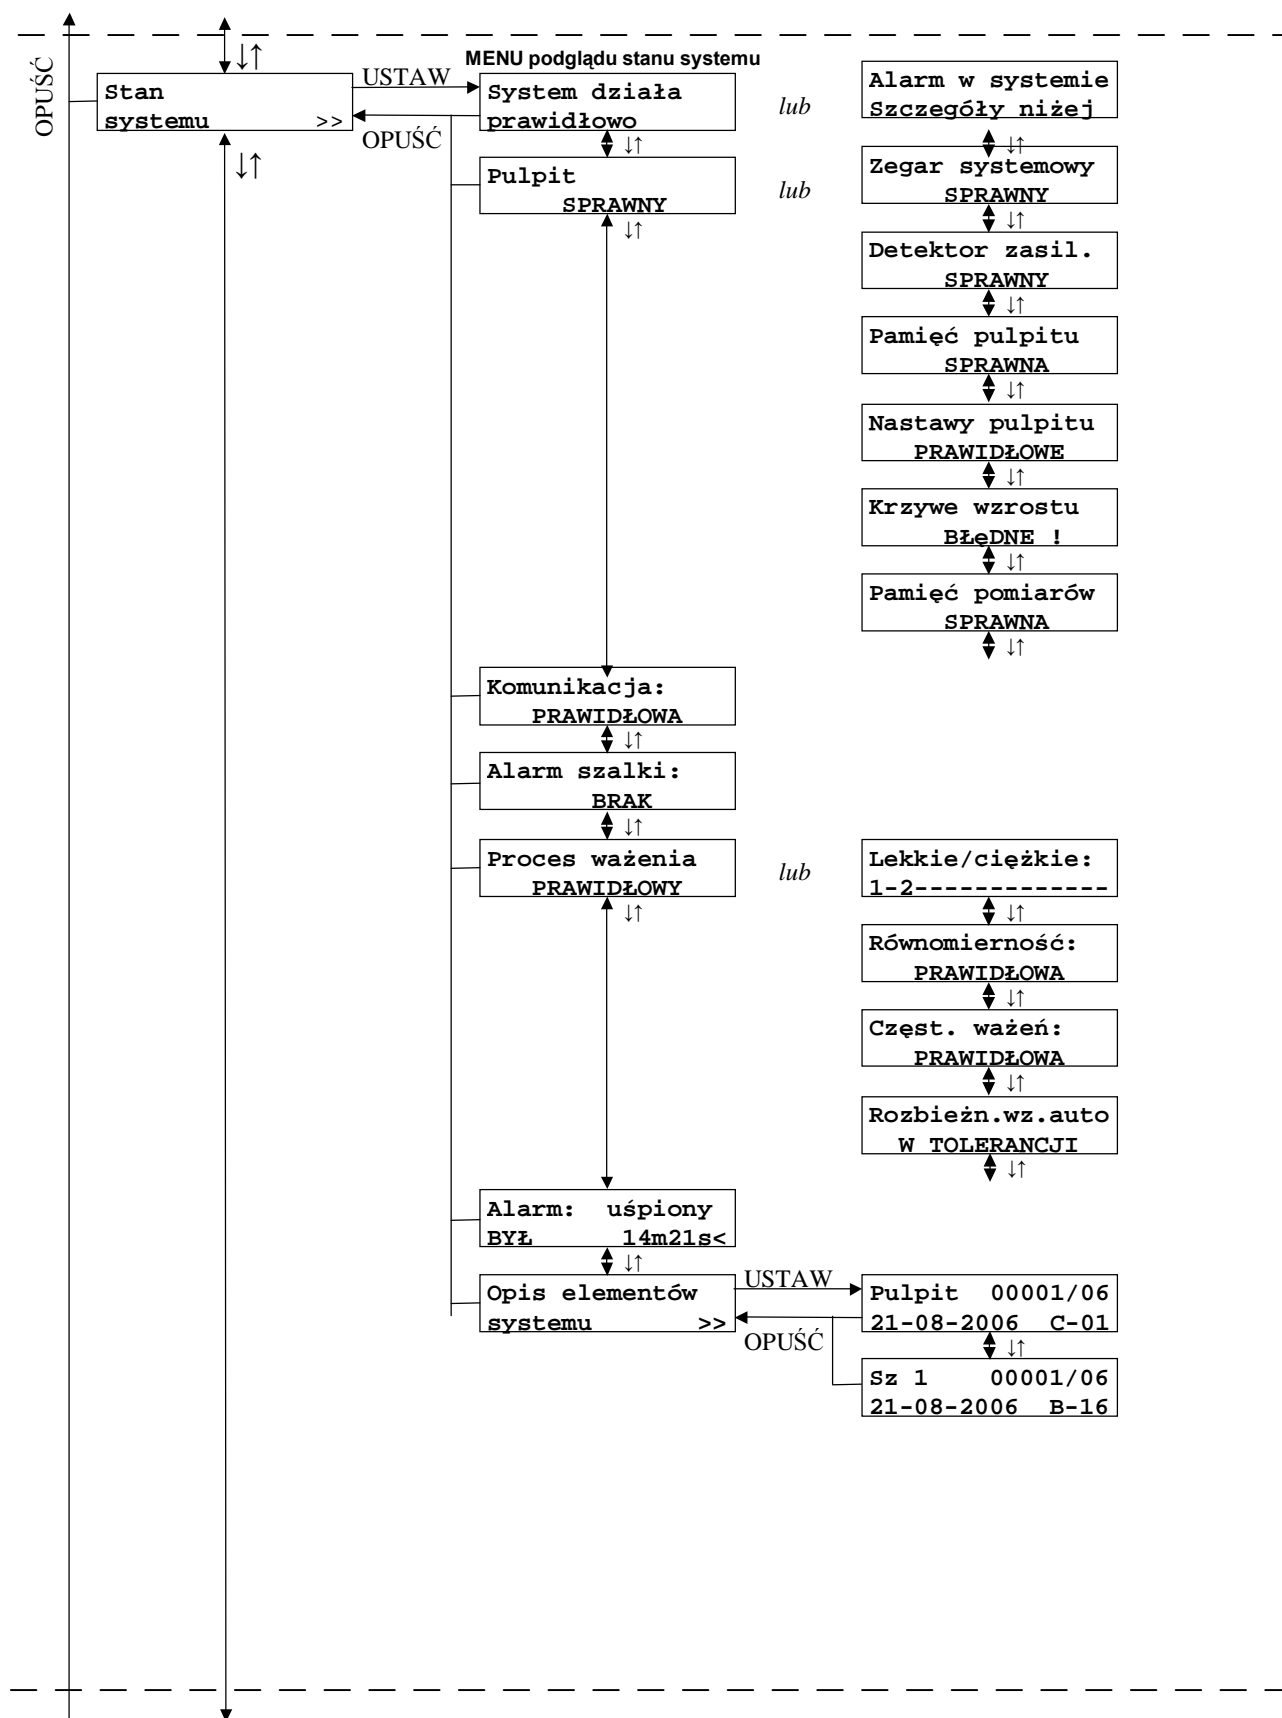 OPUŚĆ
↓↑
MENU podglądu stanu systemu
Stan
systemu >>
USTAW
OPUŚĆ
↓↑
System działa
prawidłowo
lub
Alarm w systemie
Szczegóły niżej
↓↑
↓↑
Pulpit
SPRAWNY
↓↑
lub
Zegar systemowy
SPRAWNY
↓↑
Detektor zasil.
SPRAWNY
↓↑
Pamięć pulpitu
SPRAWNA
↓↑
Nastawy pulpitu
PRAWIDŁOWE
↓↑
Krzywe wzrostu
BŁęDNE !
↓↑
Pamięć pomiarów
SPRAWNA
↓↑
Komunikacja:
PRAWIDŁOWA
↓↑
Alarm szalki:
BRAK
↓↑
Proces ważenia
PRAWIDŁOWY
↓↑
lub
Lekkie/ciężkie:
1-2-------------
↓↑
Równomierność:
PRAWIDŁOWA
↓↑
Częst. ważeń:
PRAWIDŁOWA
↓↑
Rozbieżn.wz.auto
W TOLERANCJI
↓↑
Alarm: uśpiony
BYŁ 14m21s<
↓↑
Opis elementów
systemu >>
USTAW
OPUŚĆ
Pulpit 00001/06
21-08-2006 C-01
↓↑
Sz 1 00001/06
21-08-2006 B-16